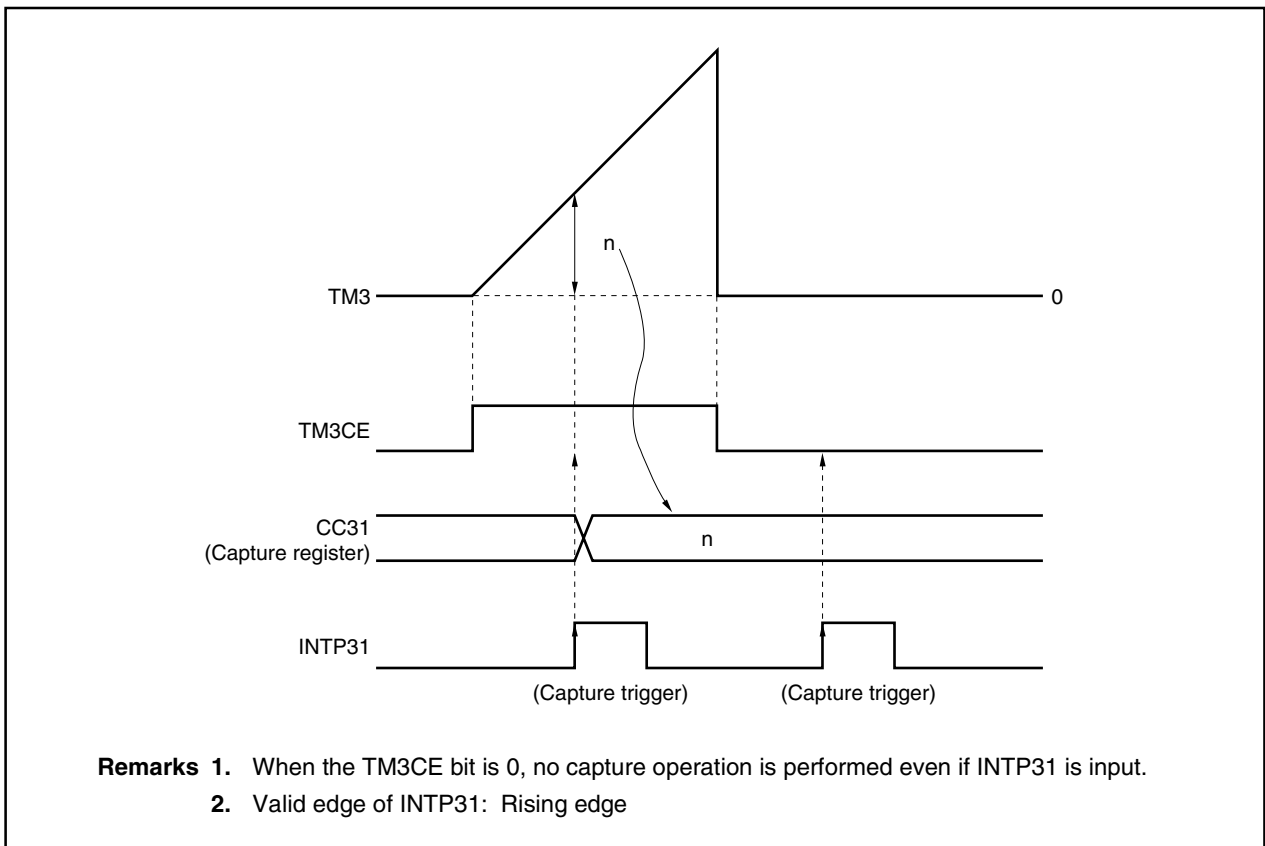 n
TM3
0
TM3CE
CC31
(Capture register)
n
INTP31
(Capture trigger) (Capture trigger)
Remarks 1. When the TM3CE bit is 0, no capture operation is performed even if INTP31 is input.
2. Valid edge of INTP31: Rising edge